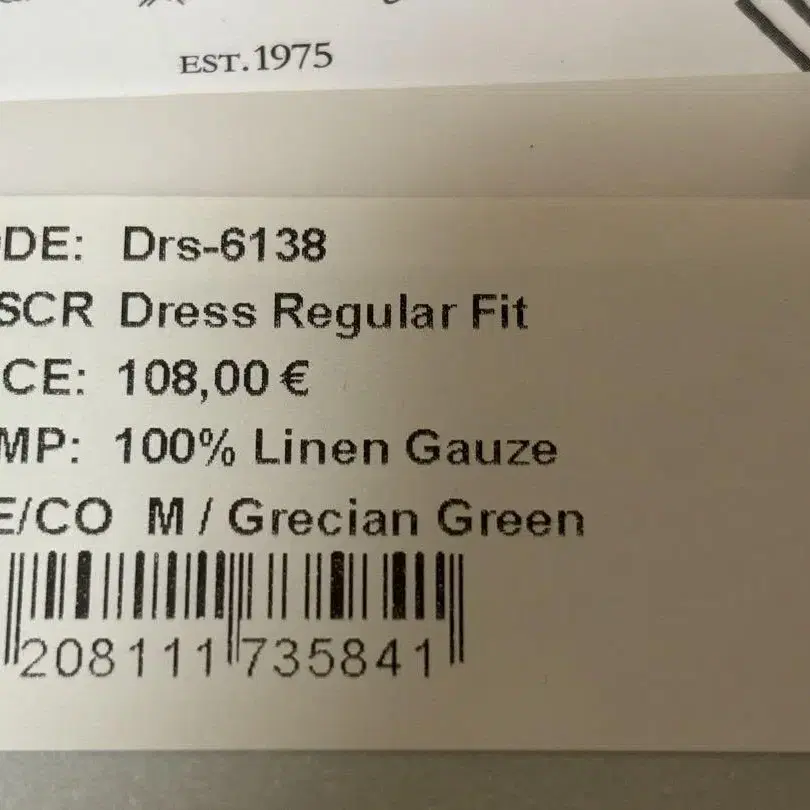 EST.1975
DE: Drs-6138
SCR Dress Regular Fit
CE: 108,00 €
MP: 100% Linen Gauze
E/CO M / Grecian Green
208111 735841